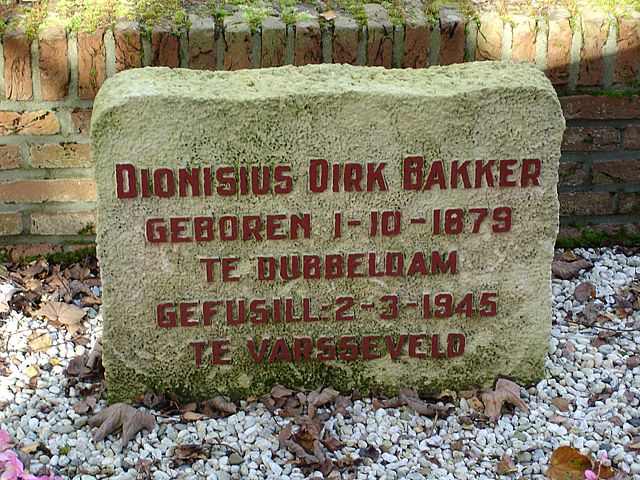 DIONISIUS DIRK BAKKER
GEBOREN 1-10-1879
TE DUBBELDAM
GEFUSILL: 2-3-1945
TE VARSSEVELD